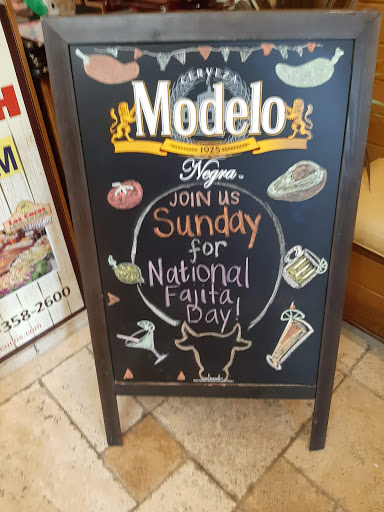 CERVEZA
Modelo
1925
Negra
JOIN US
Sunday
for
National
Fajita
Day!
358-2600